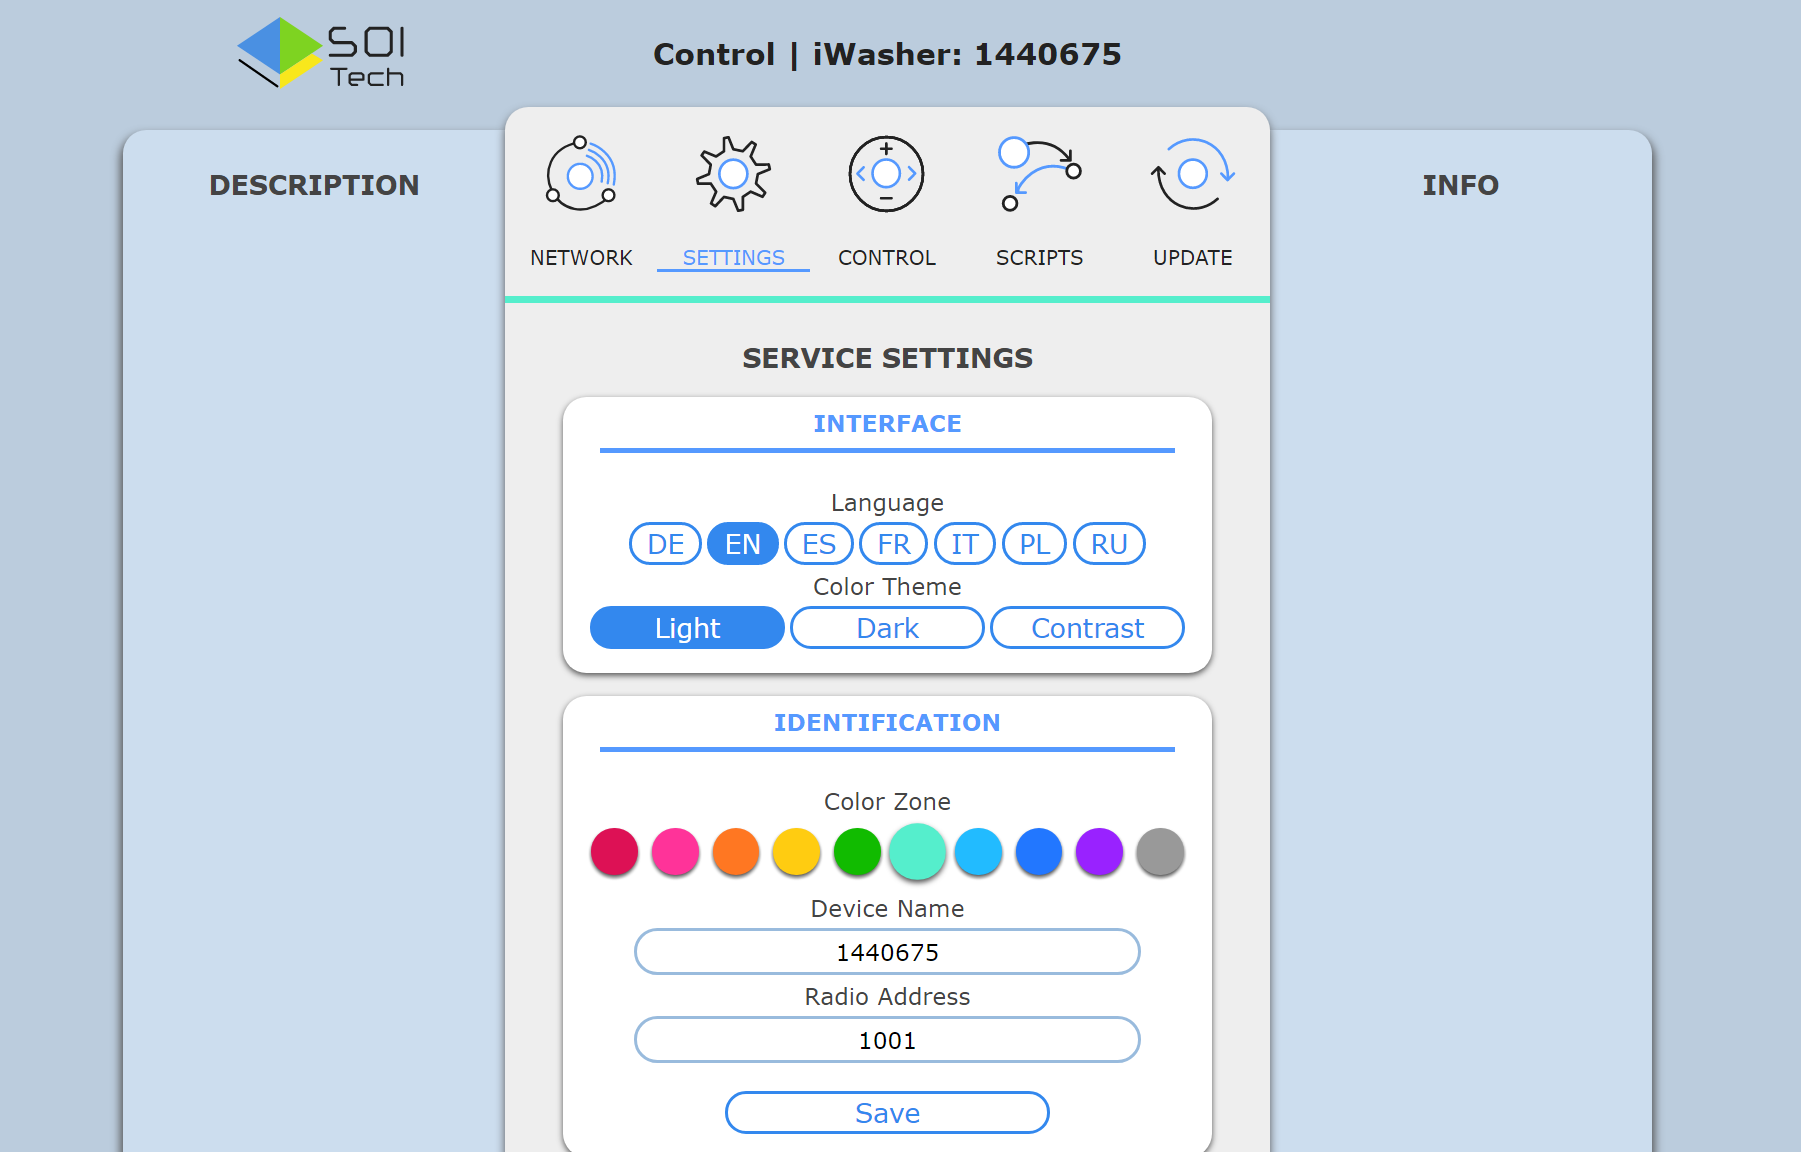 SOI
Tech
Control | iWasher: 1440675
DESCRIPTION
NETWORK SETTINGS CONTROL SCRIPTS UPDATE
INFO
SERVICE SETTINGS
INTERFACE
Language
DE EN ES FR IT PL RU
Color Theme
Light Dark Contrast
IDENTIFICATION
Color Zone
Device Name
1440675
Radio Address
1001
Save